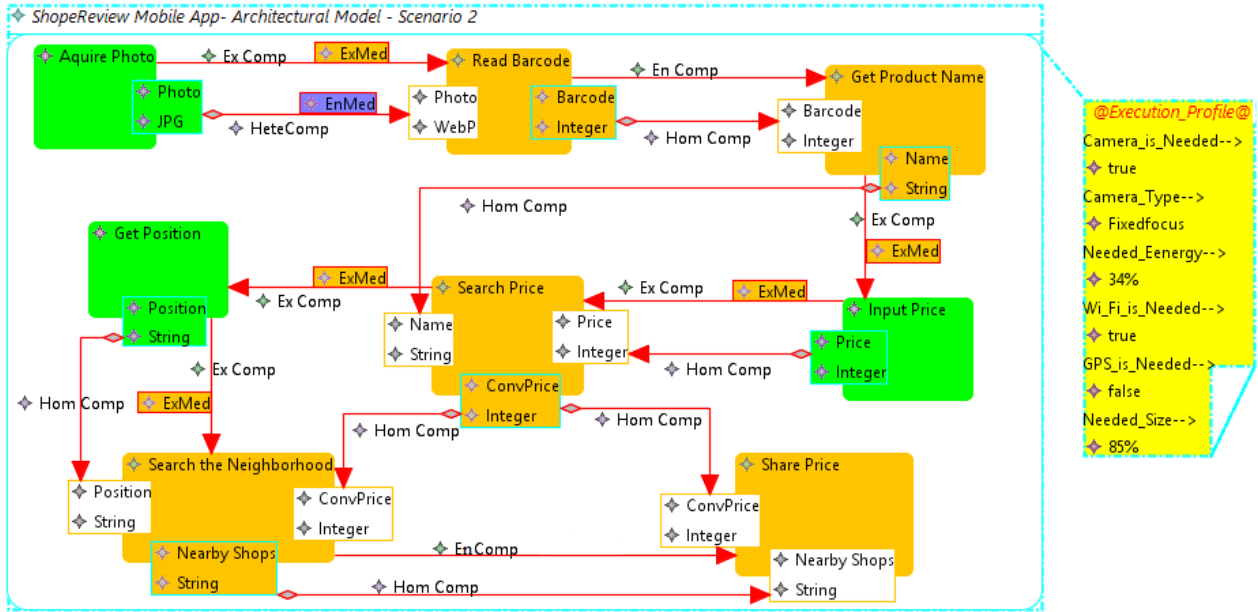 ShopeReview Mobile App- Architectural Model - Scenario 2
Aquire Photo
Ex Comp
ExMed
Read Barcode
En Comp
Get Product Name
Photo
JPG
EnMed
HeteComp
Photo
WebP
Barcode
Integer
Hom Comp
Barcode
Integer
Name
String
Hom Comp
Ex Comp
ExMed
Get Position
ExMed
Ex Comp
Search Price
Ex Comp
ExMed
Input Price
Position
String
Name
String
Price
Integer
Price
Integer
Hom Comp
Ex Comp
Hom Comp
ExMed
ConvPrice
Integer
Hom Comp
Hom Comp
Search the Neighborhood
Share Price
Position
String
ConvPrice
Integer
ConvPrice
Integer
Nearby Shops
String
EnComp
Hom Comp
Nearby Shops
String
@Execution_Profile@
Camera_is_Needed-->
true
Camera_Type-->
Fixedfocus
Needed_Eenergy-->
34%
Wi_Fi_is_Needed-->
true
GPS_is_Needed-->
false
Needed_Size-->
85%